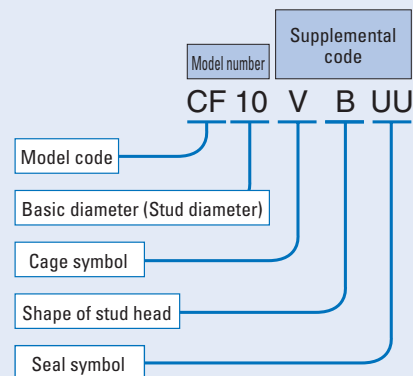 Supplemental
code
Model number
CF 10 V B UU
Model code
Basic diameter (Stud diameter)
Cage symbol
Shape of stud head
Seal symbol